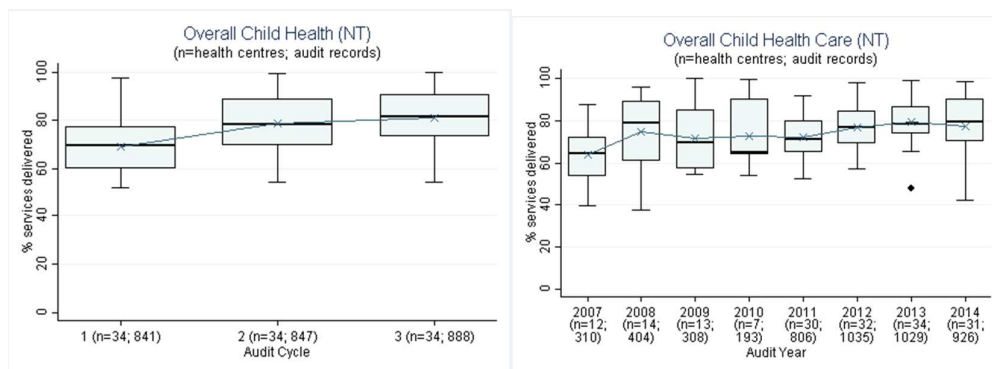 Overall Child Health (NT)
(n=health centres; audit records)
% services delivered
100
80
60
40
20
0
1 (n=34; 841)
2 (n=34; 847)
3 (n=34; 888)
Audit Cycle
Overall Child Health Care (NT)
(n=health centres; audit records)
% services delivered
100
80
60
40
20
0
2007 2008 2009 2010 2011 2012 2013 2014
(n=12; (n=14; (n=13; (n=7; (n=30; (n=32; (n=34; (n=31;
310) 404) 308) 193) 806) 1035) 1029) 926)
Audit Year